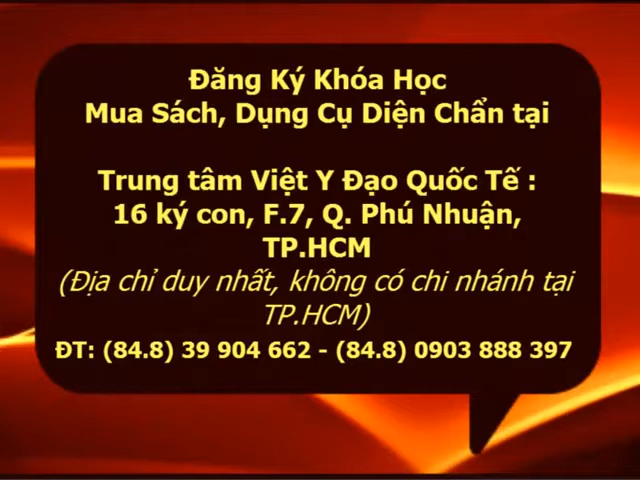 Đăng Ký Khóa Học
Mua Sách, Dụng Cụ Diện Chẩn tại
Trung tâm Việt Y Đạo Quốc Tế :
16 ký con, F.7, Q. Phú Nhuận,
TP.HCM
(Địa chỉ duy nhất, không có chi nhánh tại
TP.HCM)
ĐT: (84.8) 39 904 662 - (84.8) 0903 888 397